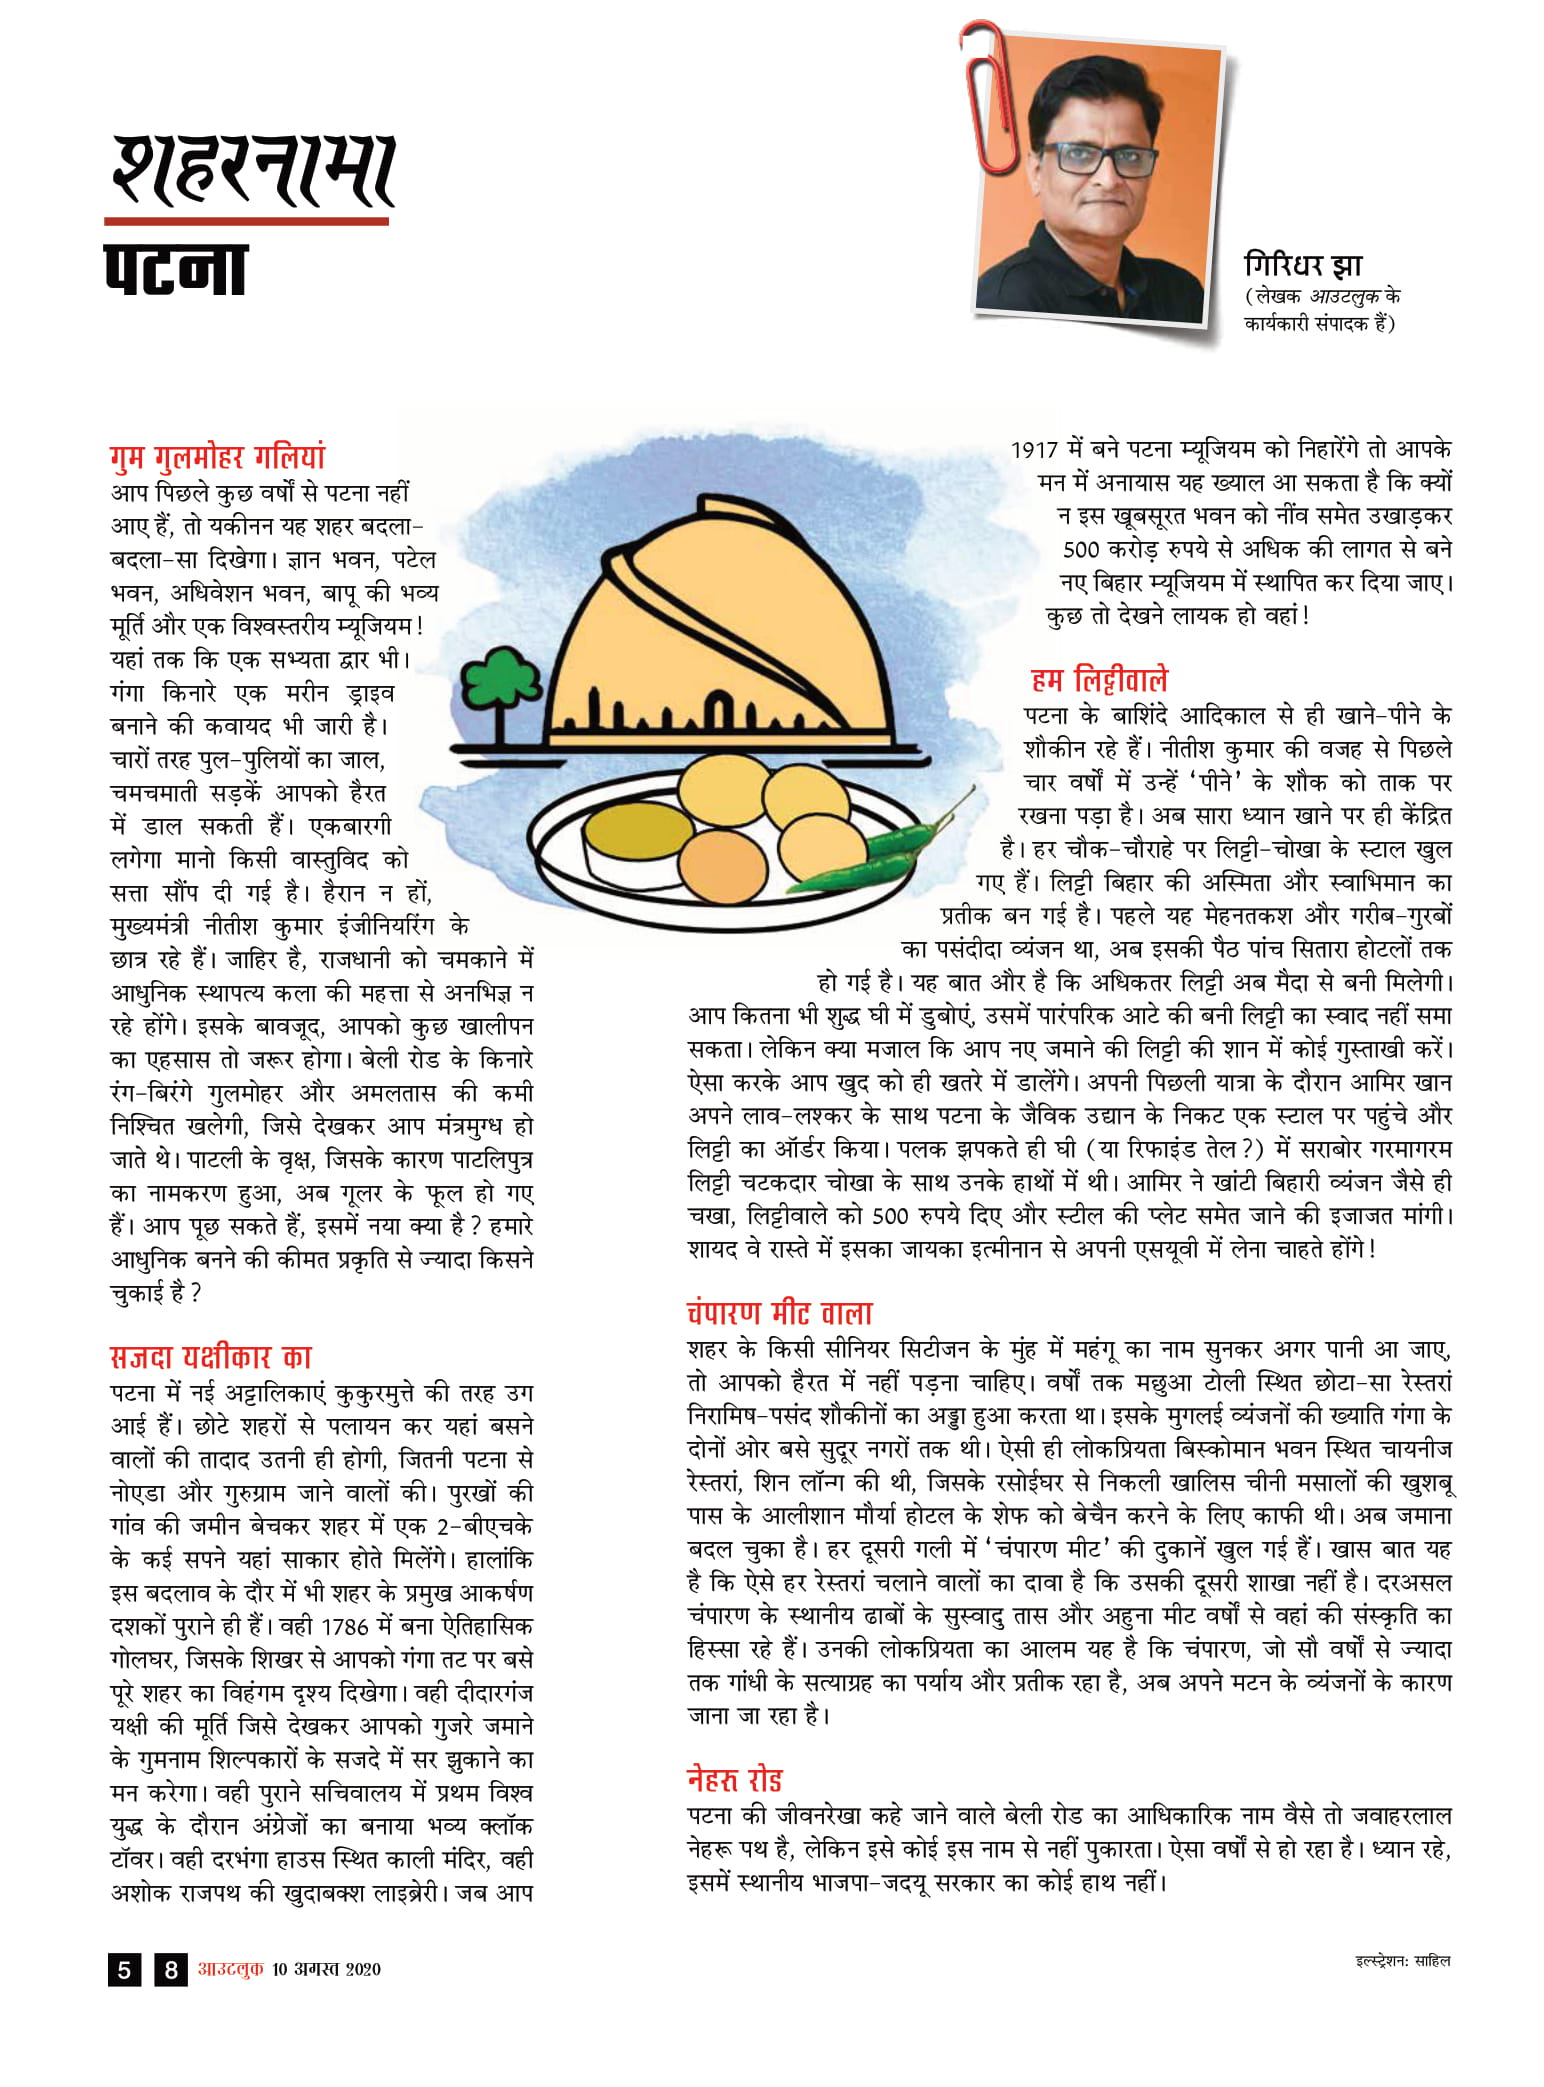 शहरनामा
पटना
गिरिधर झा
(लेखक आउटलुक के
कार्यकारी संपादक हैं)
गुम गुलमोहर गलियां
आप पिछले कुछ वर्षों से पटना नहीं
आए हैं, तो यकीनन यह शहर बदला-
बदला-सा दिखेगा। ज्ञान भवन, पटेल
भवन, अधिवेशन भवन, बापू की भव्य
मूर्ति और एक विश्वस्तरीय म्यूजियम!
यहां तक कि एक सभ्यता द्वार भी।
गंगा किनारे एक मरीन ड्राइव
बनाने की कवायद भी जारी है।
चारों तरह पुल-पुलियों का जाल,
चमचमाती सड़कें आपको हैरत
में डाल सकती हैं। एकबारगी
लगेगा मानो किसी वास्तुविद को
सत्ता सौंप दी गई है। हैरान न हों,
मुख्यमंत्री नीतीश कुमार इंजीनियरिंग के
छात्र रहे हैं। जाहिर है, राजधानी को चमकाने में
आधुनिक स्थापत्य कला की महत्ता से अनभिज्ञ न
रहे होंगे। इसके बावजूद, आपको कुछ खालीपन
का एहसास तो जरूर होगा। बेली रोड के किनारे
रंग-बिरंगे गुलमोहर और अमलतास की कमी
निश्चित खलेगी, जिसे देखकर आप मंत्रमुग्ध हो
जाते थे। पाटली के वृक्ष, जिसके कारण पाटलिपुत्र
का नामकरण हुआ, अब गूलर के फूल हो गए
हैं। आप पूछ सकते हैं, इसमें नया क्या है? हमारे
आधुनिक बनने की कीमत प्रकृति से ज्यादा किसने
चुकाई है?
सजदा यक्षीकार का
पटना में नई अट्टालिकाएं कुकुरमुत्ते की तरह उग
आई हैं। छोटे शहरों से पलायन कर यहां बसने
वालों की तादाद उतनी ही होगी, जितनी पटना से
नोएडा और गुरुग्राम जाने वालों की। पुरखों की
गांव की जमीन बेचकर शहर में एक 2-बीएचके
के कई सपने यहां साकार होते मिलेंगे। हालांकि
इस बदलाव के दौर में भी शहर के प्रमुख आकर्षण
दशकों पुराने ही हैं। वही 1786 में बना ऐतिहासिक
गोलघर, जिसके शिखर से आपको गंगा तट पर बसे
पूरे शहर का विहंगम दृश्य दिखेगा। वही दीदारगंज
यक्षी की मूर्ति जिसे देखकर आपको गुजरे जमाने
के गुमनाम शिल्पकारों के सजदे में सर झुकाने का
मन करेगा। वही पुराने सचिवालय में प्रथम विश्व
युद्ध के दौरान अंग्रेजों का बनाया भव्य क्लॉक
टॉवर। वही दरभंगा हाउस स्थित काली मंदिर, वही
अशोक राजपथ की खुदाबक्श लाइब्रेरी। जब आप
1917 में बने पटना म्यूजियम को निहारेंगे तो आपके
मन में अनायास यह ख्याल आ सकता है कि क्यों
न इस खूबसूरत भवन को नींव समेत उखाड़कर
500 करोड़ रुपये से अधिक की लागत से बने
नए बिहार म्यूजियम में स्थापित कर दिया जाए।
कुछ तो देखने लायक हो वहां!
हम लिट्टीवाले
पटना के बाशिंदे आदिकाल से ही खाने-पीने के
शौकीन रहे हैं। नीतीश कुमार की वजह से पिछले
चार वर्षों में उन्हें ‘पीने’ के शौक को ताक पर
रखना पड़ा है। अब सारा ध्यान खाने पर ही केंद्रित
है। हर चौक-चौराहे पर लिट्टी-चोखा के स्टाल खुल
गए हैं। लिट्टी बिहार की अस्मिता और स्वाभिमान का
प्रतीक बन गई है। पहले यह मेहनतकश और गरीब-गुरबों
का पसंदीदा व्यंजन था, अब इसकी पैठ पांच सितारा होटलों तक
हो गई है। यह बात और है कि अधिकतर लिट्टी अब मैदा से बनी मिलेगी।
आप कितना भी शुद्ध घी में डुबोएं, उसमें पारंपरिक आटे की बनी लिट्टी का स्वाद नहीं समा
सकता। लेकिन क्या मजाल कि आप नए जमाने की लिट्टी की शान में कोई गुस्ताखी करें।
ऐसा करके आप खुद को ही खतरे में डालेंगे। अपनी पिछली यात्रा के दौरान आमिर खान
अपने लाव-लश्कर के साथ पटना के जैविक उद्यान के निकट एक स्टाल पर पहुंचे और
लिट्टी का ऑर्डर किया। पलक झपकते ही घी (या रिफाइंड तेल?) में सराबोर गरमागरम
लिट्टी चटकदार चोखा के साथ उनके हाथों में थी। आमिर ने खांटी बिहारी व्यंजन जैसे ही
चखा, लिट्टीवाले को 500 रुपये दिए और स्टील की प्लेट समेत जाने की इजाजत मांगी।
शायद वे रास्ते में इसका जायका इत्मीनान से अपनी एसयूवी में लेना चाहते होंगे!
चंपारण मीट वाला
शहर के किसी सीनियर सिटीजन के मुंह में महंगू का नाम सुनकर अगर पानी आ जाए,
तो आपको हैरत में नहीं पड़ना चाहिए। वर्षों तक मछुआ टोली स्थित छोटा-सा रेस्तरां
निरामिष-पसंद शौकीनों का अड्डा हुआ करता था। इसके मुगलई व्यंजनों की ख्याति गंगा के
दोनों ओर बसे सुदूर नगरों तक थी। ऐसी ही लोकप्रियता बिस्कोमान भवन स्थित चायनीज
रेस्तरां, शिन लॉन्ग की थी, जिसके रसोईघर से निकली खालिस चीनी मसालों की खुशबू
पास के आलीशान मौर्या होटल के शेफ को बेचैन करने के लिए काफी थी। अब जमाना
बदल चुका है। हर दूसरी गली में ‘चंपारण मीट’ की दुकानें खुल गई हैं। खास बात यह
है कि ऐसे हर रेस्तरां चलाने वालों का दावा है कि उसकी दूसरी शाखा नहीं है। दरअसल
चंपारण के स्थानीय ढाबों के सुस्वादु तास और अहुना मीट वर्षों से वहां की संस्कृति का
हिस्सा रहे हैं। उनकी लोकप्रियता का आलम यह है कि चंपारण, जो सौ वर्षों से ज्यादा
तक गांधी के सत्याग्रह का पर्याय और प्रतीक रहा है, अब अपने मटन के व्यंजनों के कारण
जाना जा रहा है।
नेहरू रोड
पटना की जीवनरेखा कहे जाने वाले बेली रोड का आधिकारिक नाम वैसे तो जवाहरलाल
नेहरू पथ है, लेकिन इसे कोई इस नाम से नहीं पुकारता। ऐसा वर्षों से हो रहा है। ध्यान रहे,
इसमें स्थानीय भाजपा-जदयू सरकार का कोई हाथ नहीं।
5 8 आउटलुक 10 अगस्त 2020
इल्स्ट्रेशन: साहिल